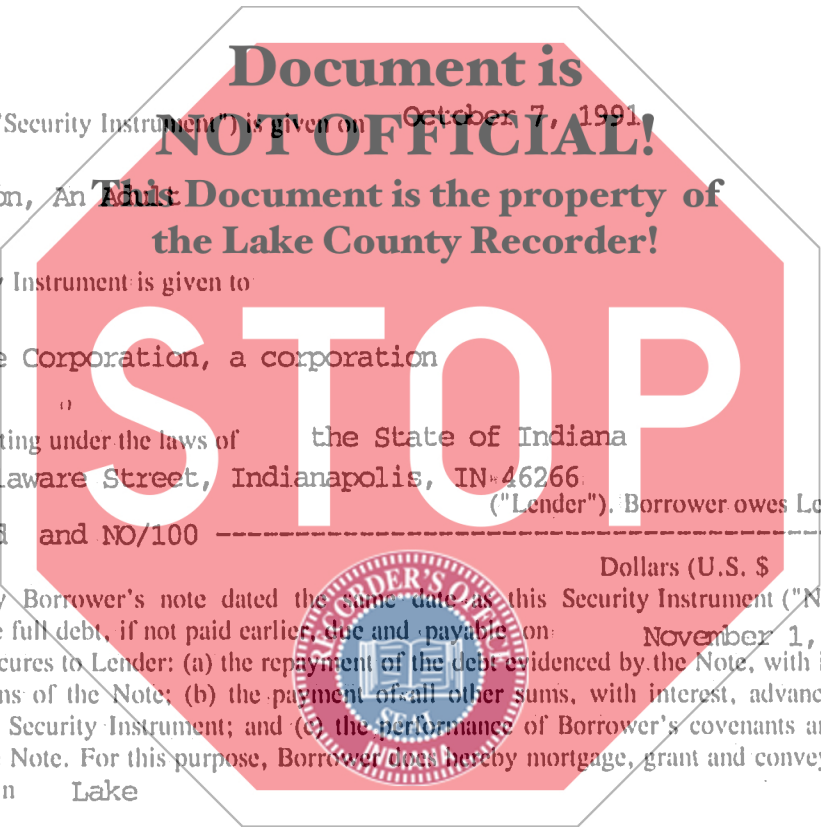 Document is
"Security Instrument") is given on October 7, 1991
NOT OFFICIAL!
on, An Adult
This Document is the property of
the Lake County Recorder!
y Instrument is given to
STOP
e Corporation, a corporation
ting under the laws of the State of Indiana
laware Street, Indianapolis, IN 46266
("Lender"). Borrower owes Le
d and NO/100 ------------------------------------------------
Dollars (U.S. $
RECORDER'S OFFICE
y Borrower's note dated the same date as this Security Instrument ("N
e full debt, if not paid earlier, due and payable on November 1,
cures to Lender: (a) the repayment of the debt evidenced by the Note, with i
ns of the Note; (b) the payment of all other sums, with interest, advanc
Security Instrument; and (c) the performance of Borrower's covenants an
SEAL
INDIANA
Note. For this purpose, Borrower does hereby mortgage, grant and convey
n Lake